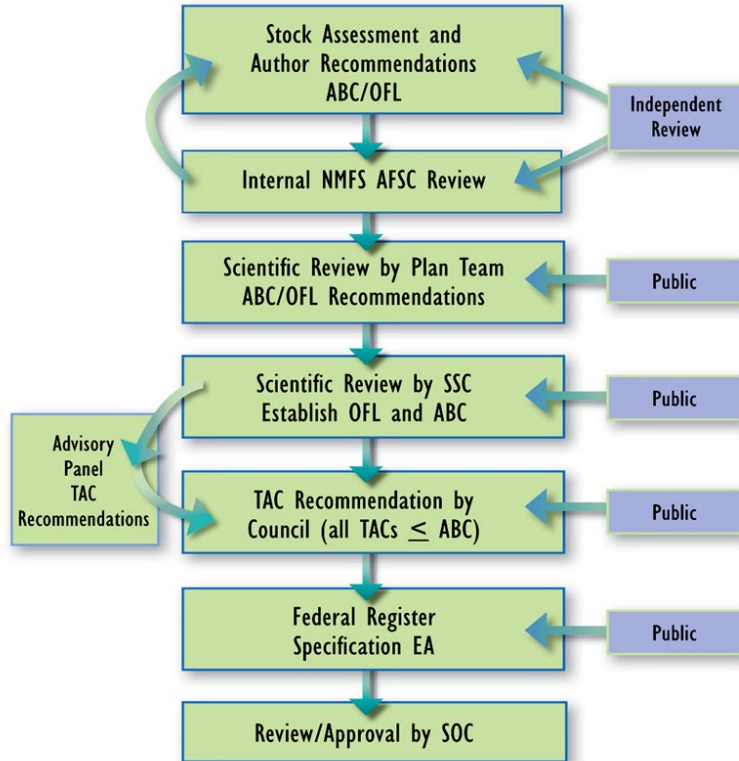 Stock Assessment and
Author Recommendations
ABC/OFL
Independent
Review
Internal NMFS AFSC Review
Scientific Review by Plan Team
ABC/OFL Recommendations
Public
Scientific Review by SSC
Establish OFL and ABC
Public
Advisory
Panel
TAC
Recommendations
TAC Recommendation by
Council (all TACs ≤ ABC)
Public
Federal Register
Specification EA
Public
Review/Approval by SOC